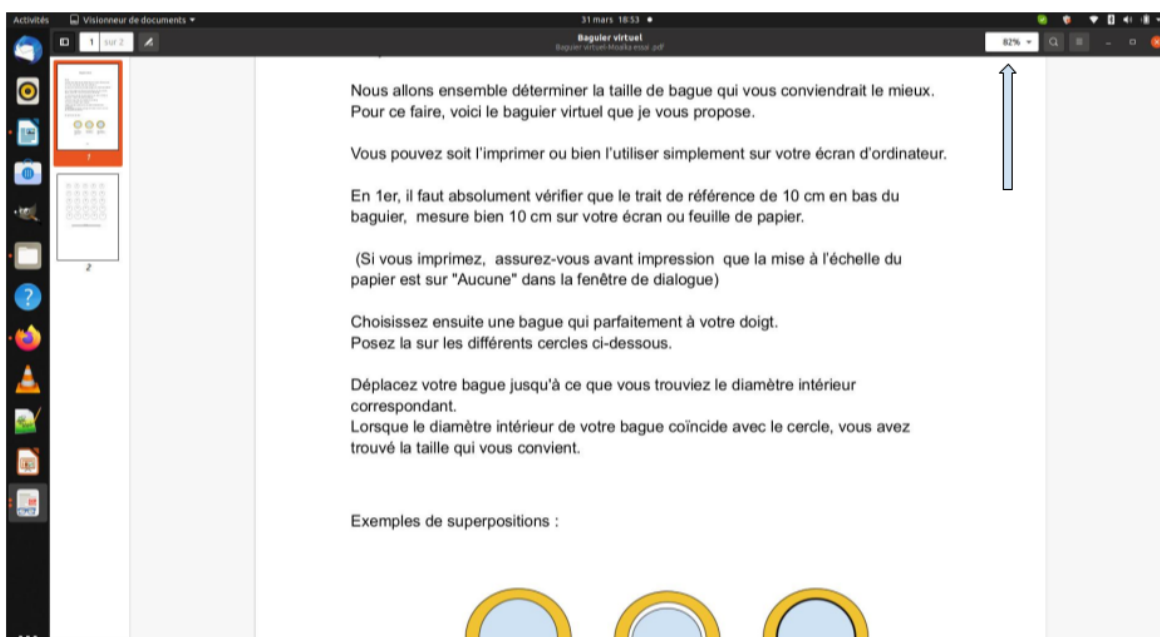 Activités
Visionneur de documents
31 mars 18:53
1 sur 2
Baguier virtuel
Baguier virtuel-Moalka essai .pdf
82%
Nous allons ensemble déterminer la taille de bague qui vous conviendrait le mieux.
Pour ce faire, voici le baguier virtuel que je vous propose.
Vous pouvez soit l'imprimer ou bien l'utiliser simplement sur votre écran d'ordinateur.
En 1er, il faut absolument vérifier que le trait de référence de 10 cm en bas du
baguier, mesure bien 10 cm sur votre écran ou feuille de papier.
(Si vous imprimez, assurez-vous avant impression que la mise à l'échelle du
papier est sur "Aucune" dans la fenêtre de dialogue)
Choisissez ensuite une bague qui parfaitement à votre doigt.
Posez la sur les différents cercles ci-dessous.
Déplacez votre bague jusqu'à ce que vous trouviez le diamètre intérieur
correspondant.
Lorsque le diamètre intérieur de votre bague coïncide avec le cercle, vous avez
trouvé la taille qui vous convient.
Exemples de superpositions :
1
2